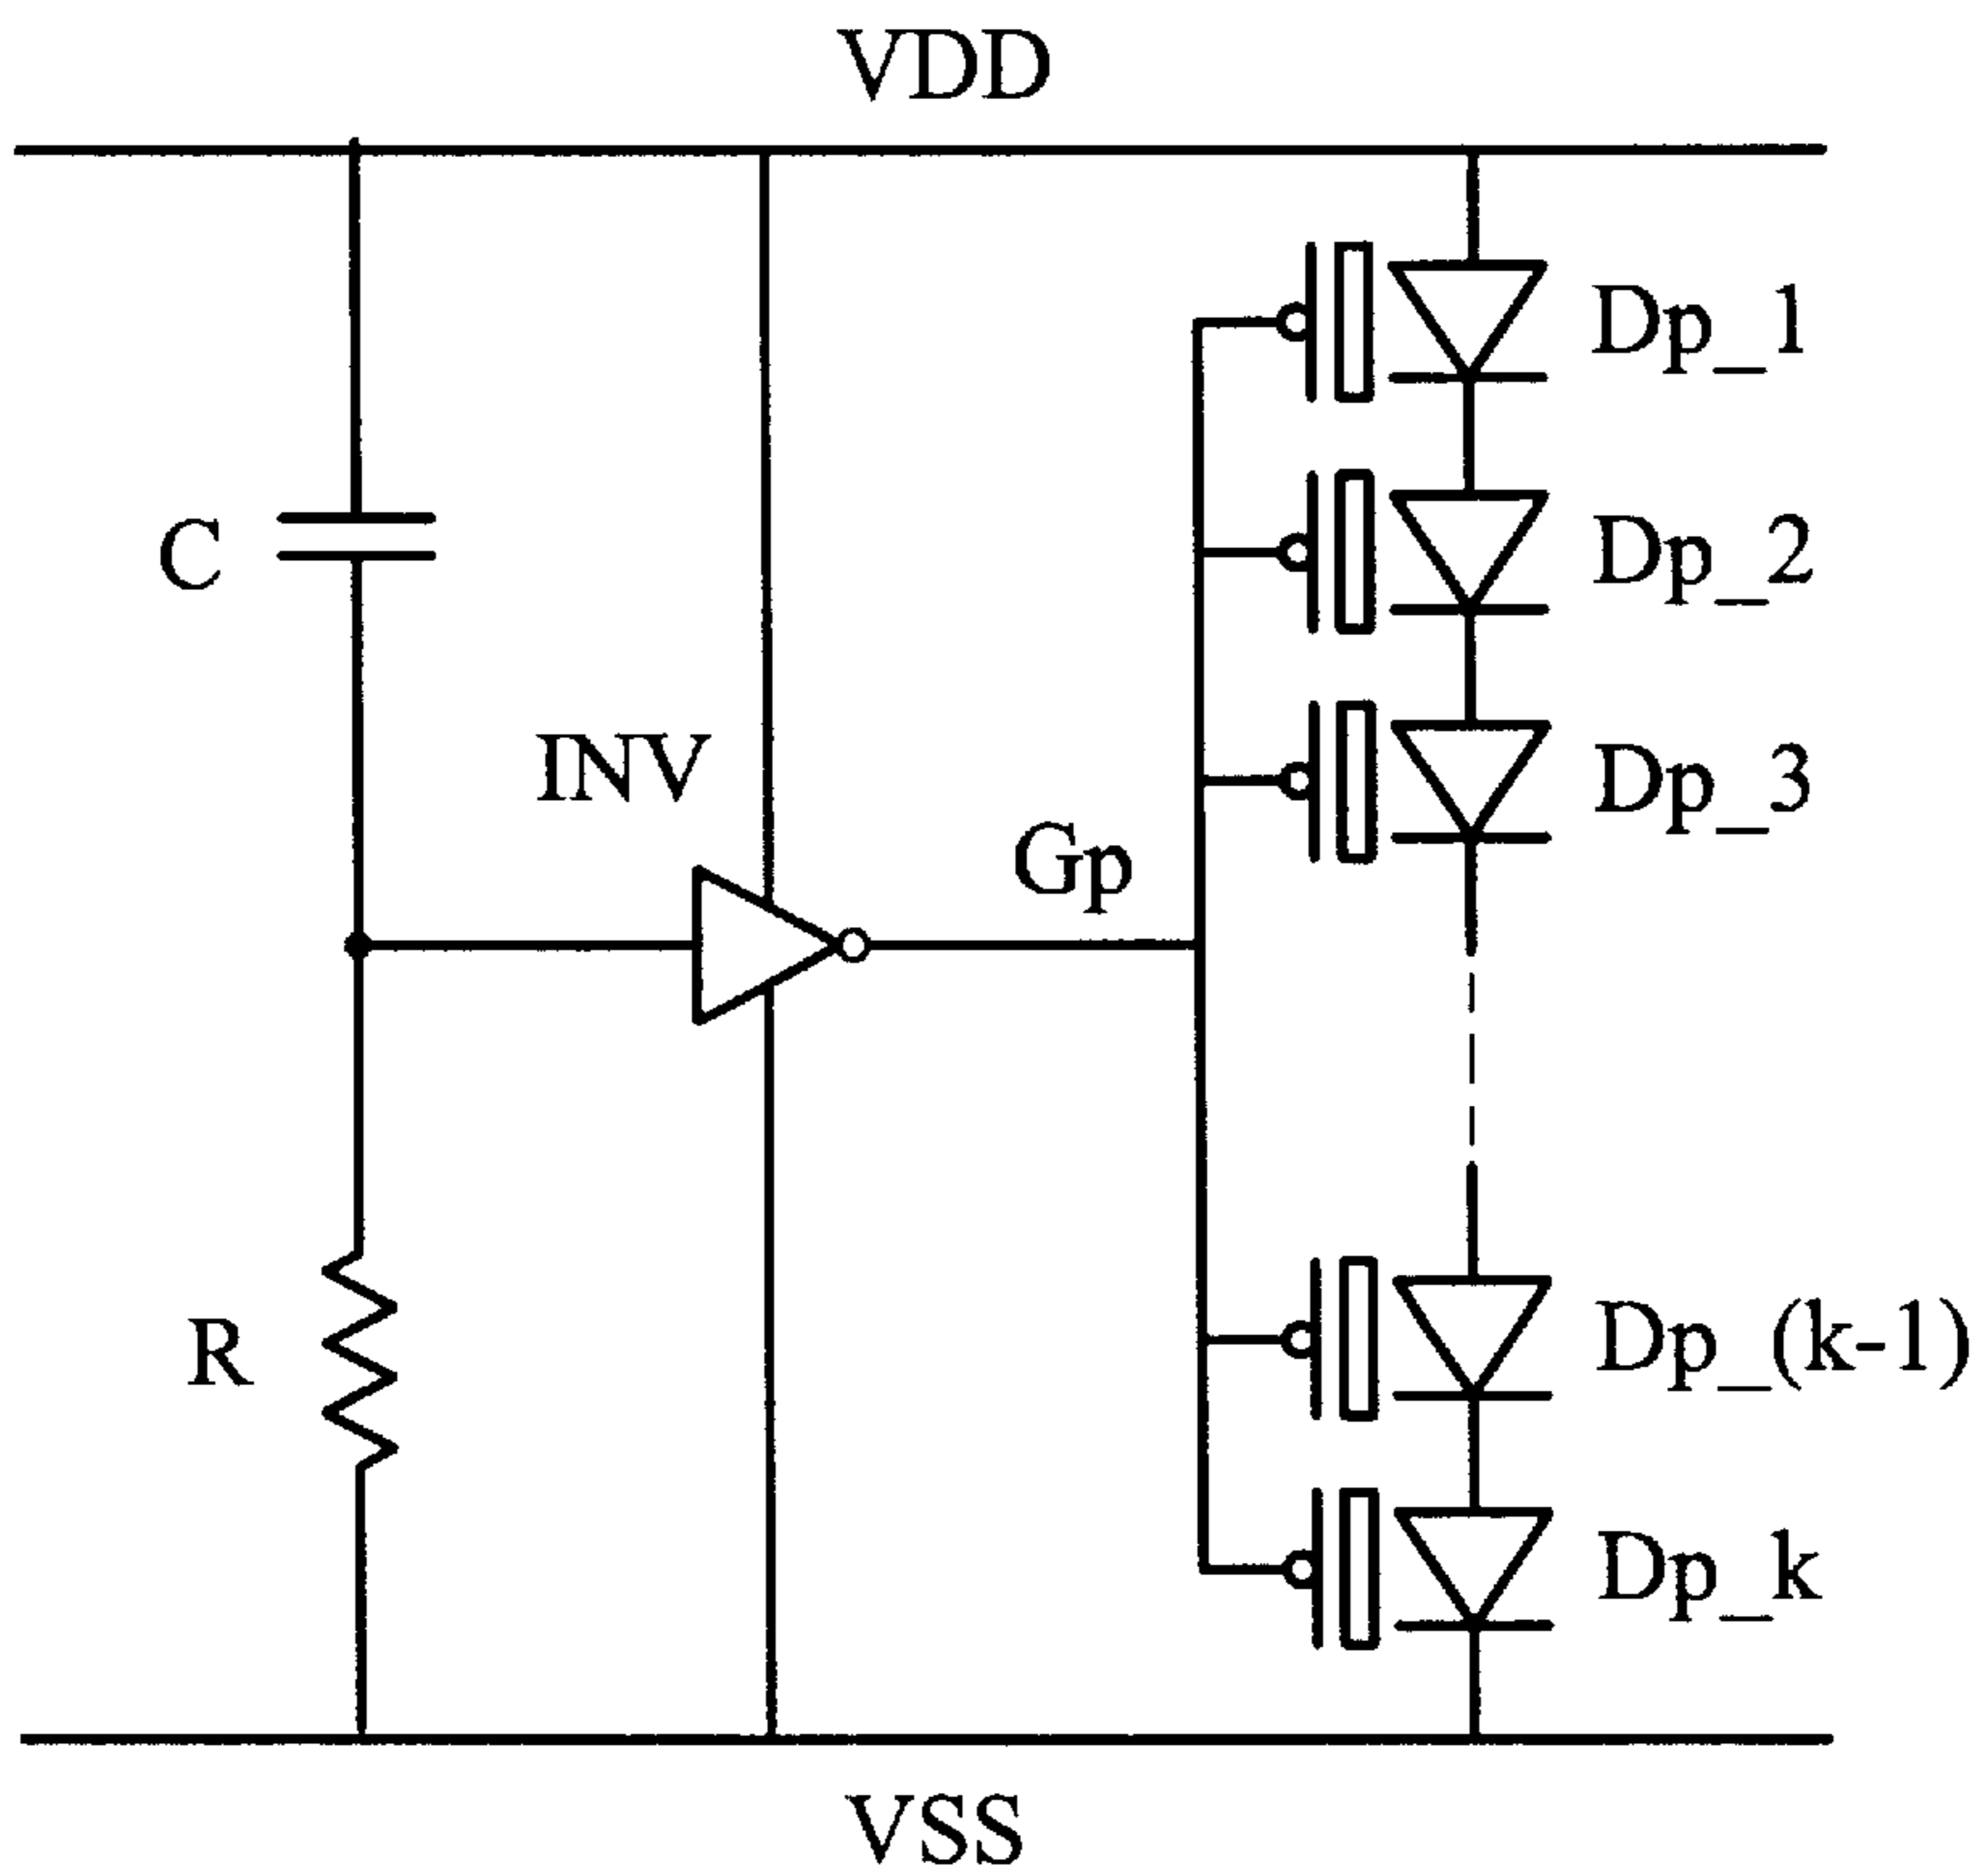 VDD
Dp_1
C
Dp_2
INV
Dp_3
Gp
R
Dp_(k-1)
Dp_k
VSS